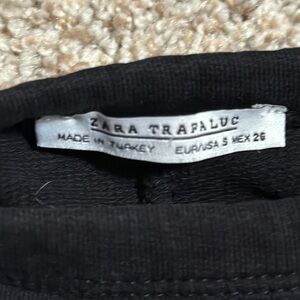 ZARA TRAFALUC
MADE IN TURKEY EUR/USA S MEX 26